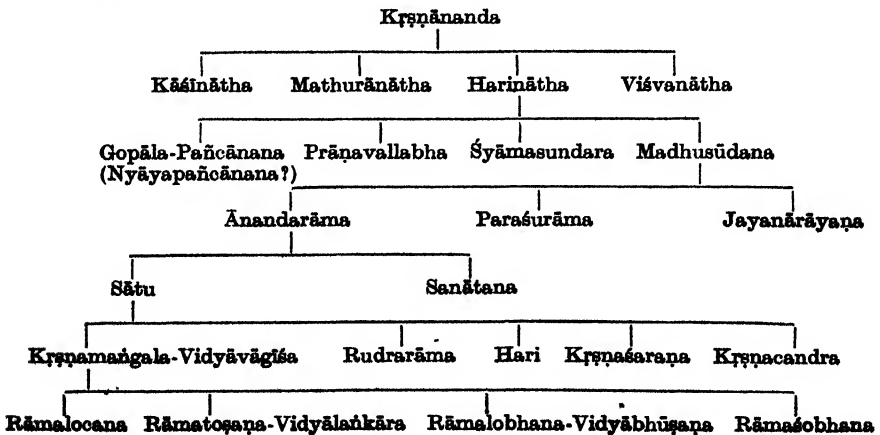 Kṛṣṇānanda
Kāśīnātha Mathurānātha Harinātha Viśvanātha
Gopāla-Pañcānana Prāṇavallabha Śyāmasundara Madhusūdana
(Nyāyapañcānana?)
Ānandarāma Paraśurāma Jayanārāyaṇa
Sātu Sanātana
Kṛṣṇamaṅgala-Vidyāvāgīśa Rudrarāma Hari Kṛṣṇaśaraṇa Kṛṣṇacandra
Rāmalocana Rāmatoṣaṇa-Vidyālaṅkāra Rāmalobhana-Vidyābhūṣaṇa Rāmaśobhana